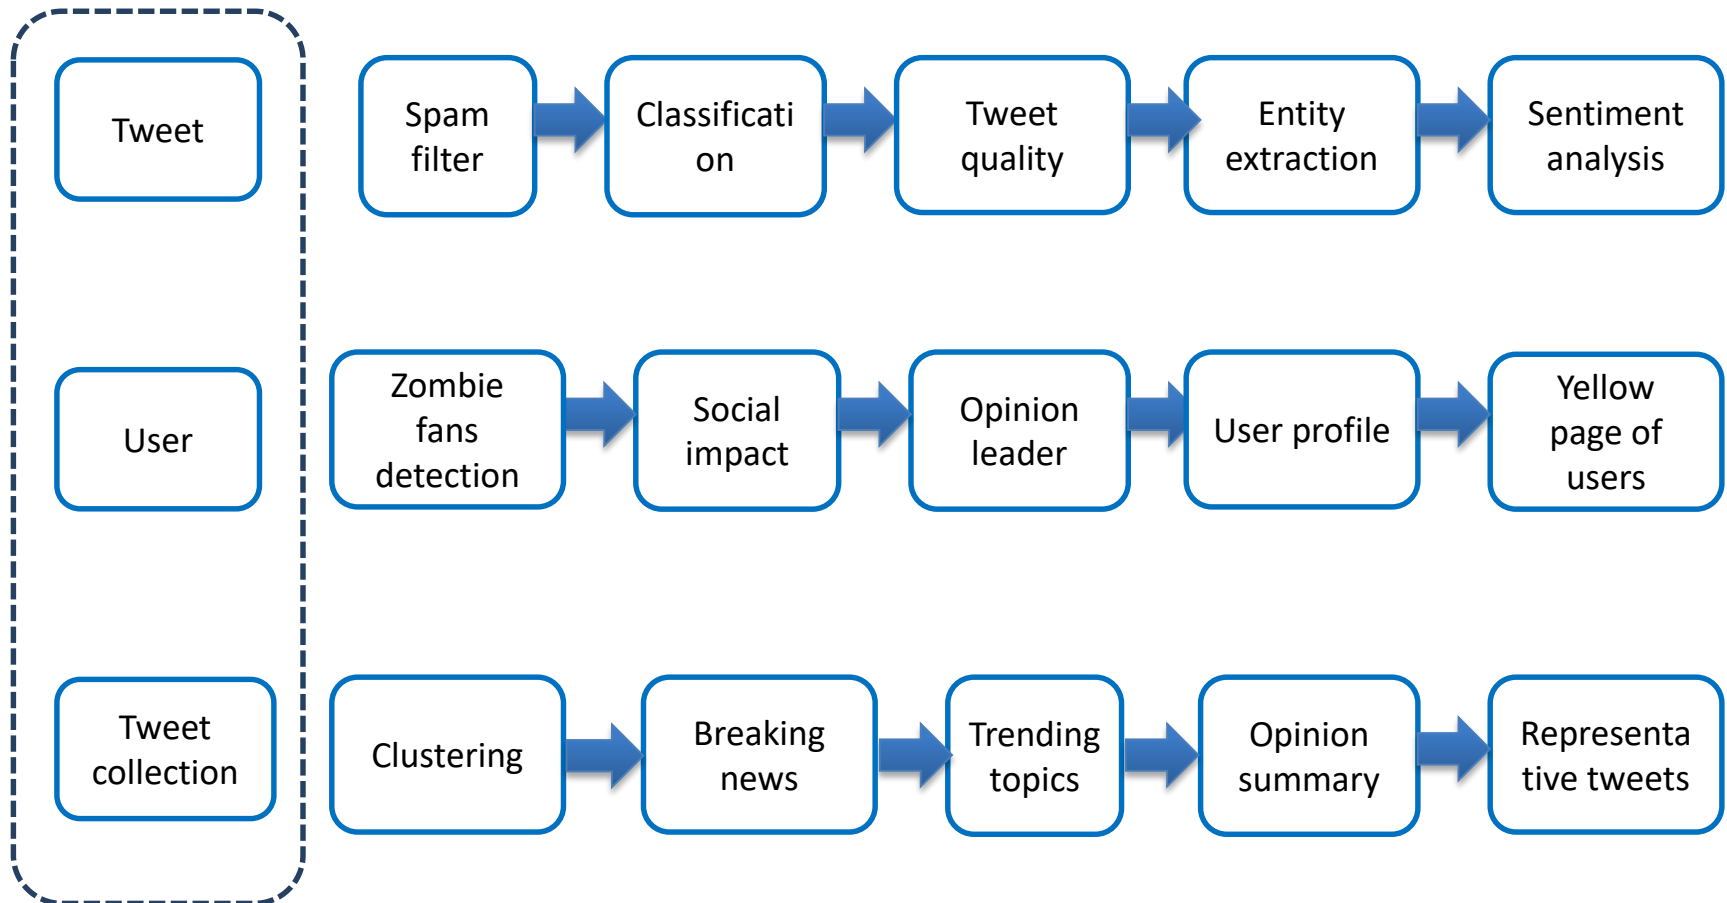 Tweet
Spam
filter
Classificati
on
Tweet
quality
Entity
extraction
Sentiment
analysis
User
Zombie
fans
detection
Social
impact
Opinion
leader
User profile
Yellow
page of
users
Tweet
collection
Clustering
Breaking
news
Trending
topics
Opinion
summary
Representa
tive tweets